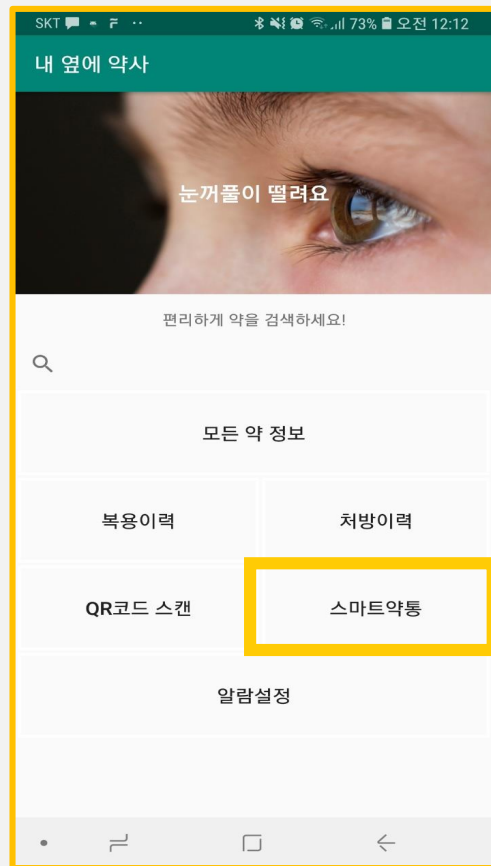 SKT 73% 오전 12:12
내 옆에 약사
눈꺼풀이 떨려요
편리하게 약을 검색하세요!
모든 약 정보
복용이력 처방이력
QR코드 스캔 스마트약통
알람설정